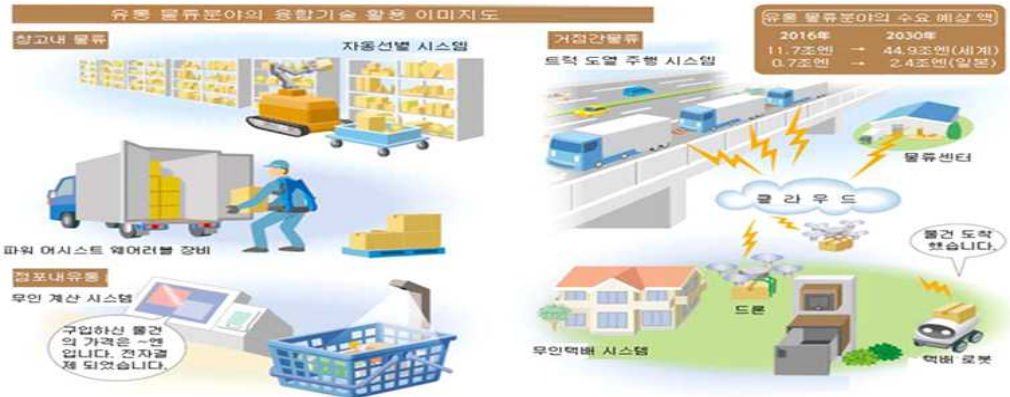 유통 물류분야의 융합기술 활용 이미지도
창고내 물류
자동선별 시스템
파워 어시스트 웨어러블 장비
점포내유통
무인 계산 시스템
구입하신 물건
의 가격은 ~엔
입니다. 전자결
제 되었습니다.
거점간물류
트럭 도열 주행 시스템
유통 물류분야의 수요 예상 액
2016年 2030年
11.7조엔 → 44.9조엔(세계)
0.7조엔 → 2.4조엔(일본)
물류센터
클라우드
물건 도착
했습니다.
드론
무인택배 시스템
택배 로봇